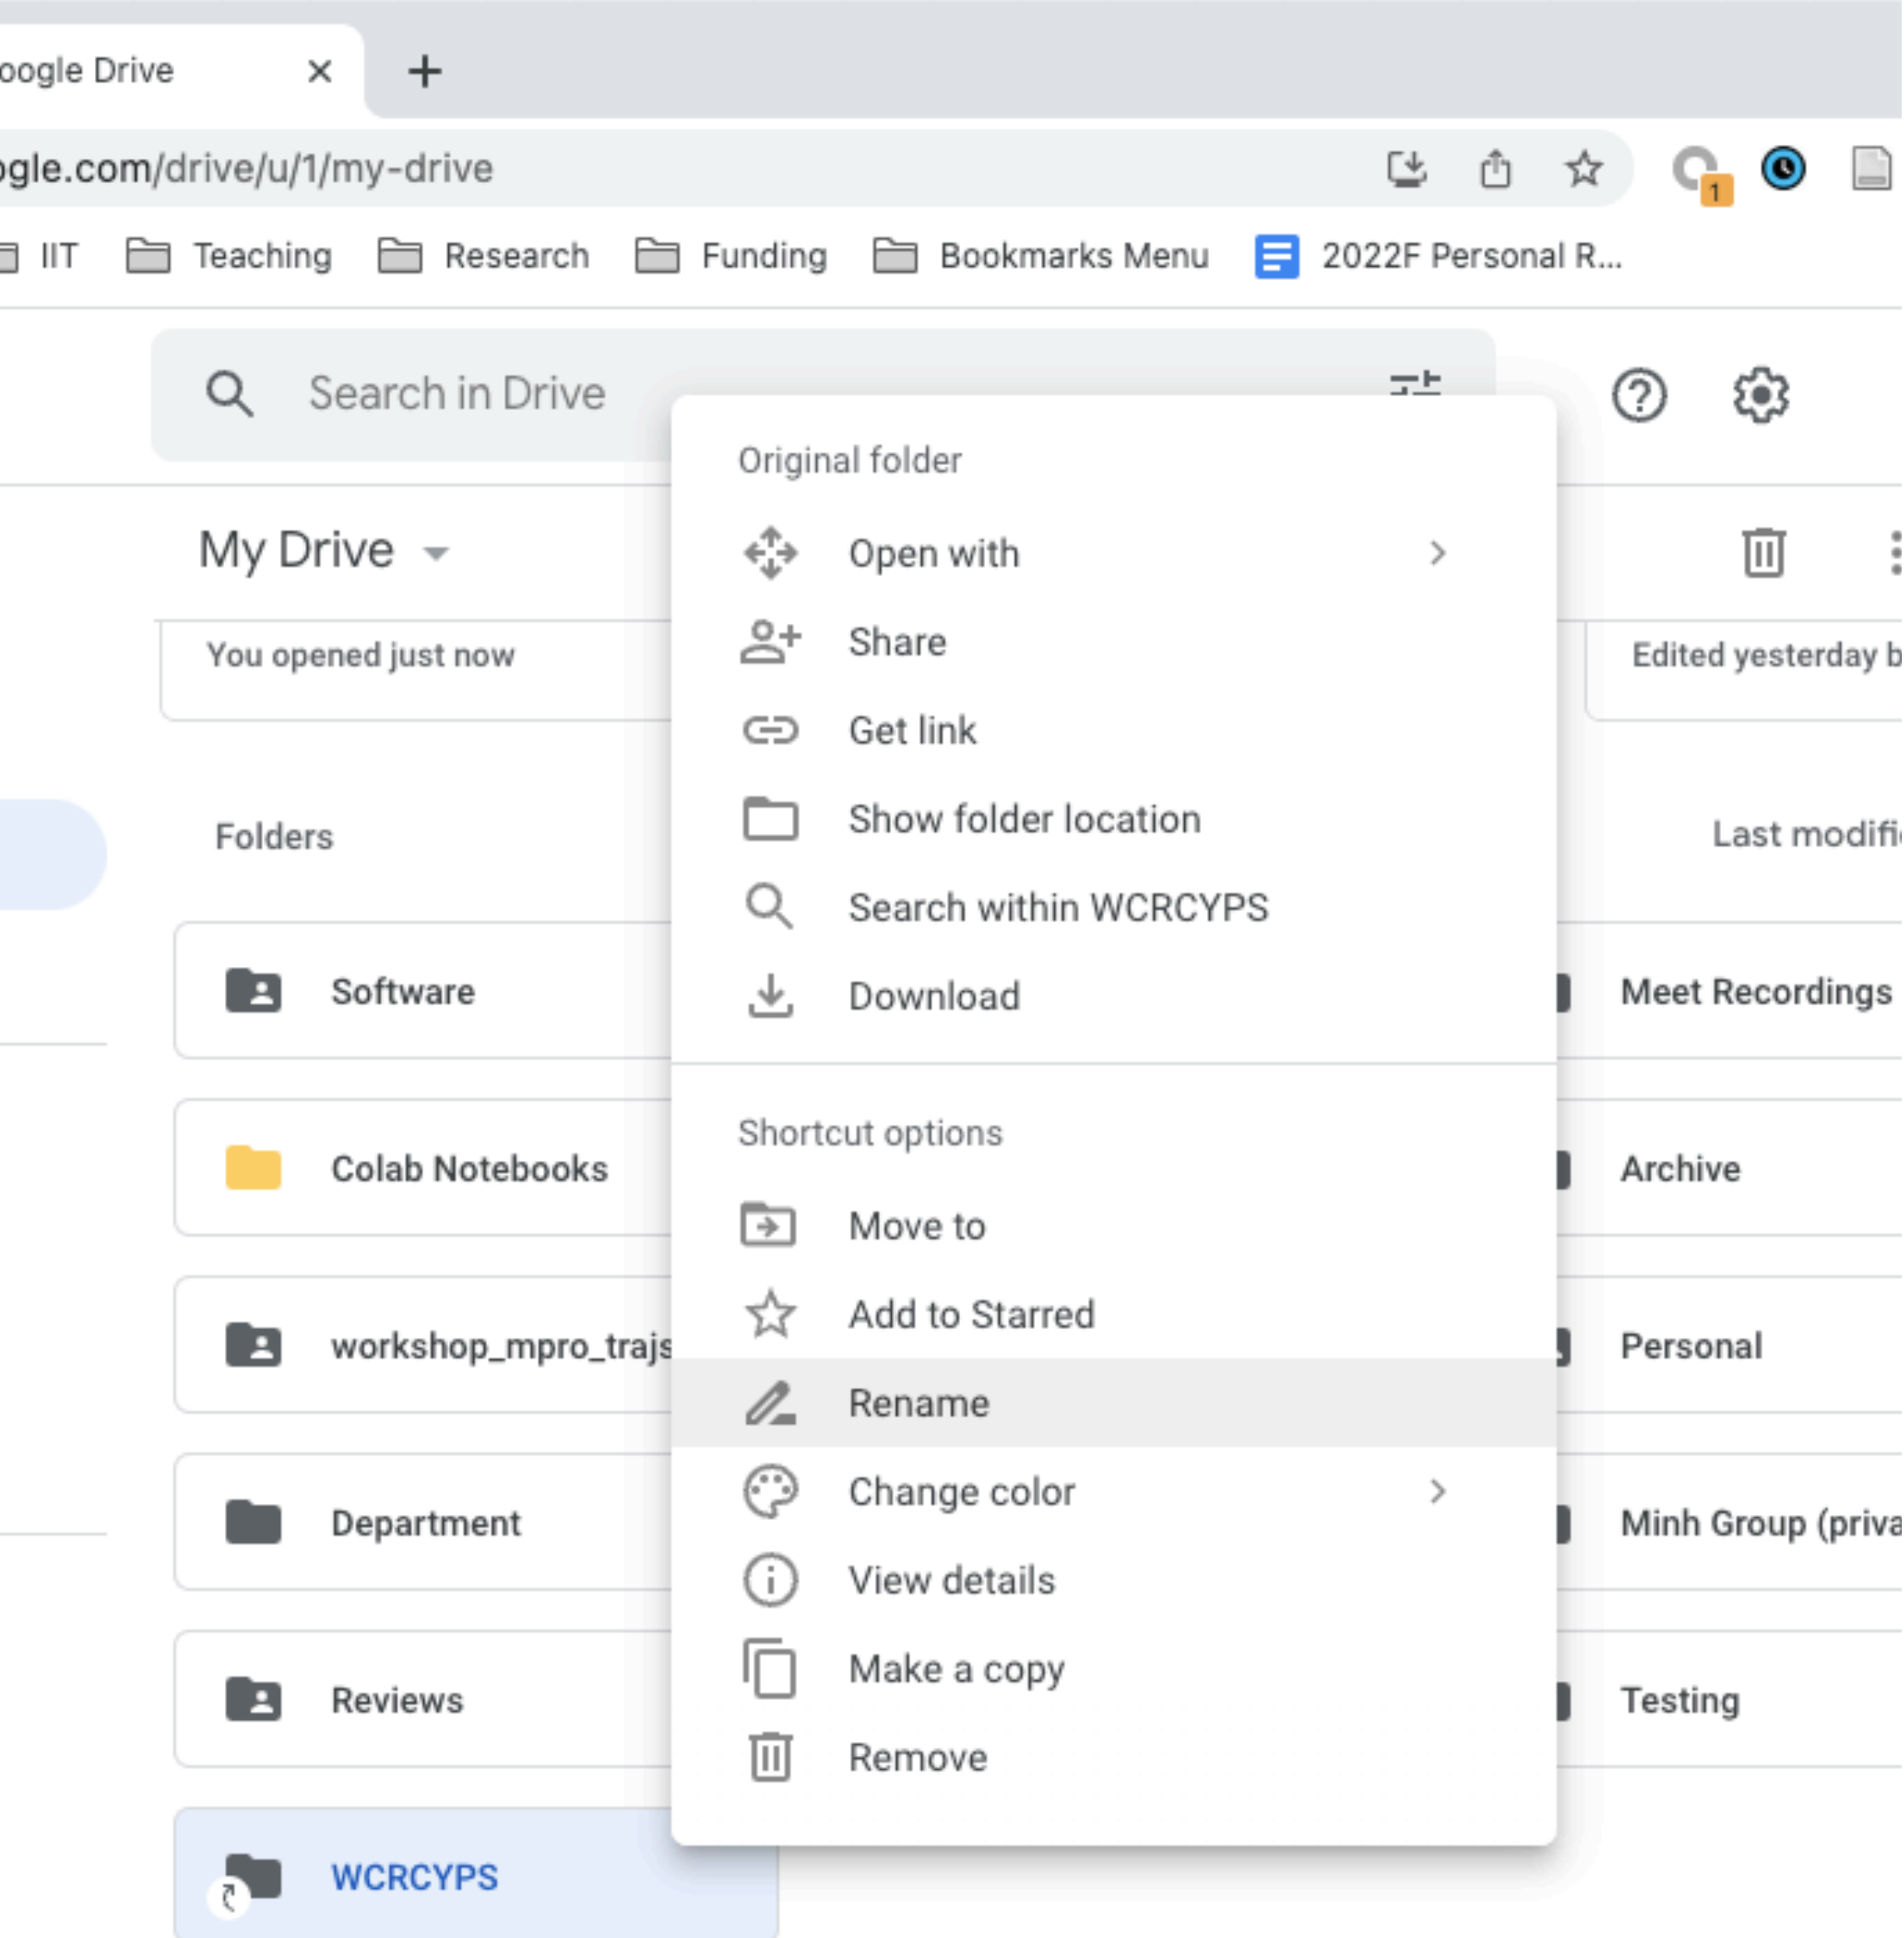 oogle Drive
ogle.com/drive/u/1/my-drive
1
IIT Teaching Research Funding Bookmarks Menu 2022F Personal R...
Search in Drive
Original folder
My Drive
Open with
Share
You opened just now
Edited yesterday b
Get link
Show folder location
Folders
Last modifi
Search within WCRCYPS
Download
Software
Meet Recordings
Shortcut options
Colab Notebooks
Archive
Move to
Add to Starred
workshop_mpro_trajs
Personal
Rename
Change color
Department
Minh Group (priva
View details
Make a copy
Reviews
Testing
Remove
WCRCYPS